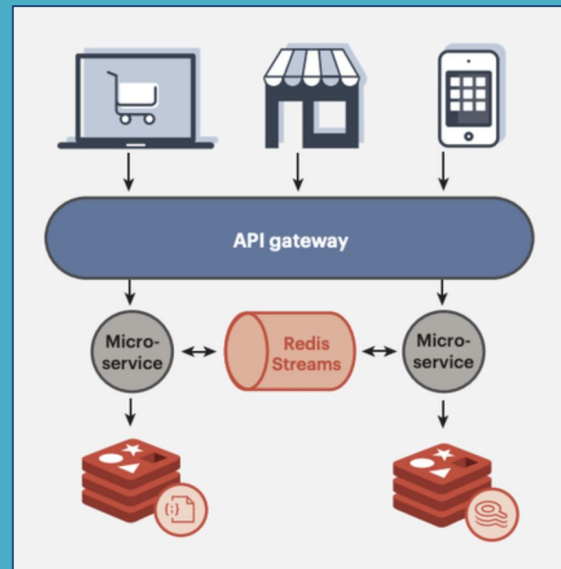 API gateway
Micro-
service
Redis
Streams
Micro-
service
{;}